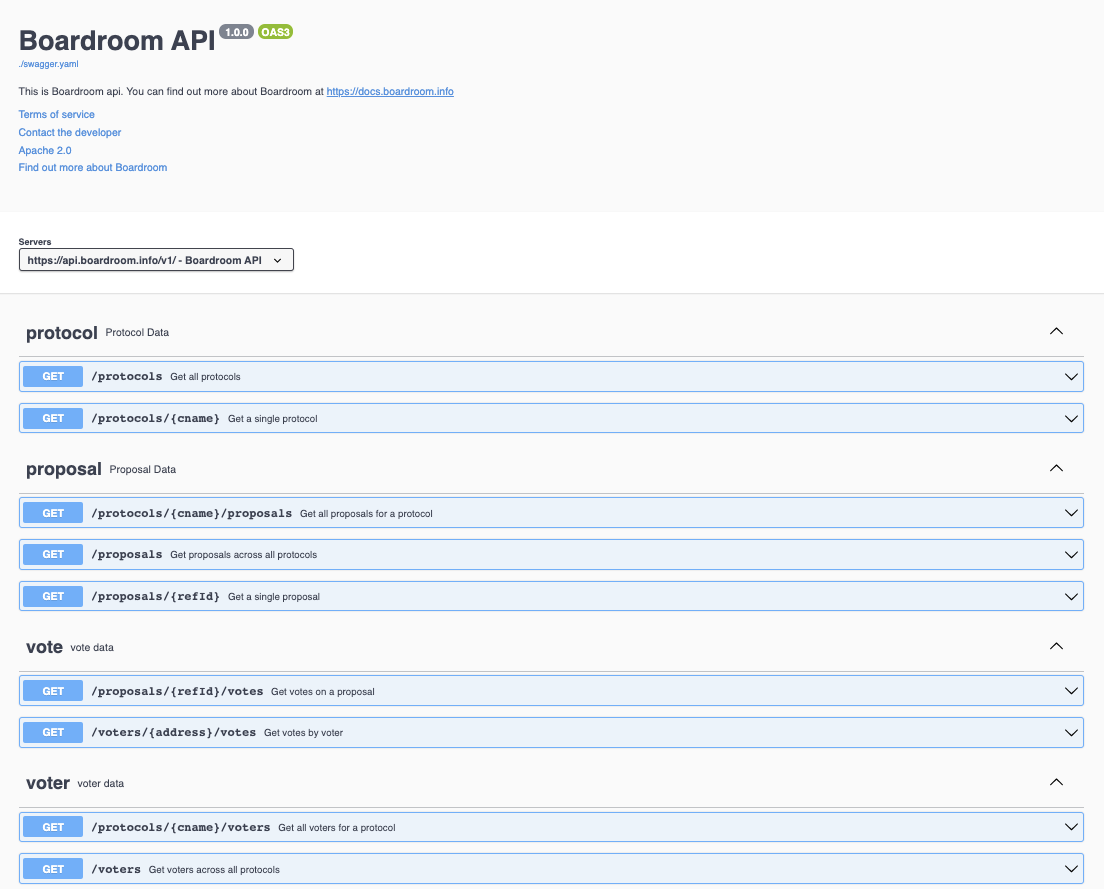 Boardroom API 1.0.0 OAS3
./swagger.yaml
This is Boardroom api. You can find out more about Boardroom at https://docs.boardroom.info
Terms of service
Contact the developer
Apache 2.0
Find out more about Boardroom
Servers
https://api.boardroom.info/v1/ - Boardroom API
protocol Protocol Data
GET /protocols Get all protocols
GET /protocols/{cname} Get a single protocol
proposal Proposal Data
GET /protocols/{cname}/proposals Get all proposals for a protocol
GET /proposals Get proposals across all protocols
GET /proposals/{refId} Get a single proposal
vote vote data
GET /proposals/{refId}/votes Get votes on a proposal
GET /voters/{address}/votes Get votes by voter
voter voter data
GET /protocols/{cname}/voters Get all voters for a protocol
GET /voters Get voters across all protocols